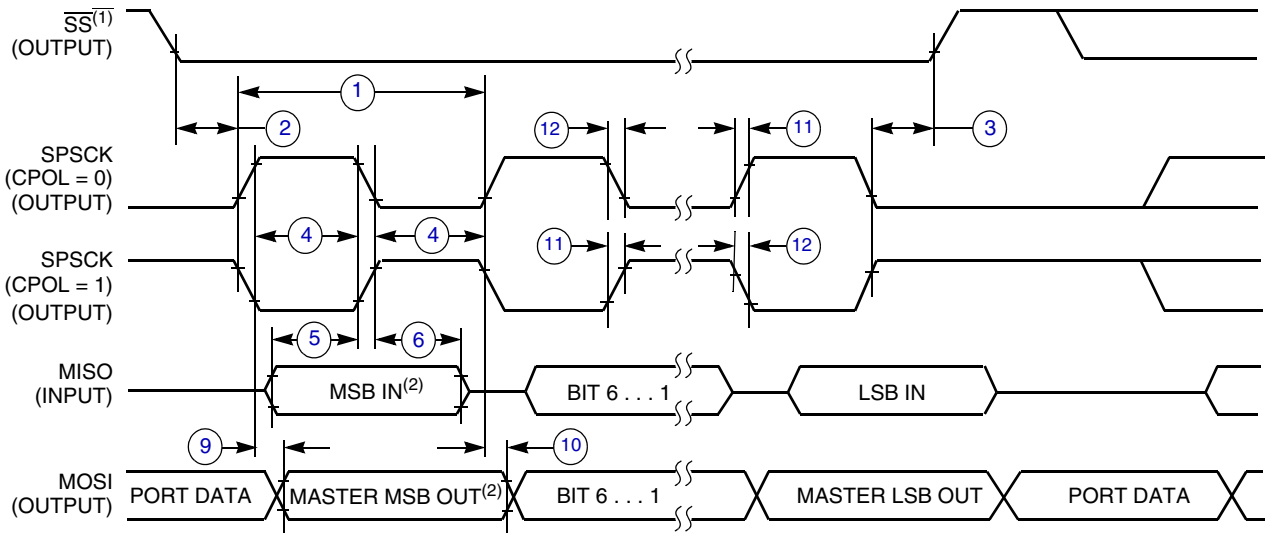 SS(1)
(OUTPUT)
1
2
12
11
3
SPSCK
(CPOL = 0)
(OUTPUT)
4
4
11
12
SPSCK
(CPOL = 1)
(OUTPUT)
5
6
MISO
(INPUT)
MSB IN(2)
BIT 6 . . . 1
LSB IN
9
10
MOSI
(OUTPUT)
PORT DATA
MASTER MSB OUT(2)
BIT 6 . . . 1
MASTER LSB OUT
PORT DATA